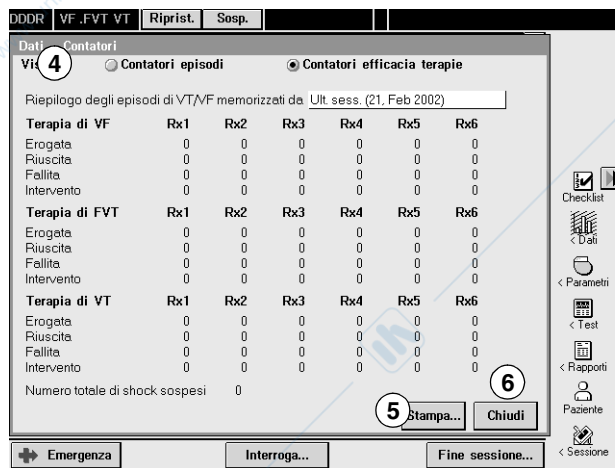 DDDR VF .FVT VT Riprist. Sosp.
Dati - Contatori
Vis 4 Contatori episodi Contatori efficacia terapie
Riepilogo degli episodi di VT/VF memorizzati da Ult. sess. (21, Feb 2002)
Terapia di VF Rx1 Rx2 Rx3 Rx4 Rx5 Rx6
Erogata 0 0 0 0 0 0
Riuscita 0 0 0 0 0 0
Fallita 0 0 0 0 0 0
Intervento 0 0 0 0 0 0
Terapia di FVT Rx1 Rx2 Rx3 Rx4 Rx5 Rx6
Erogata 0 0 0 0 0 0
Riuscita 0 0 0 0 0 0
Fallita 0 0 0 0 0 0
Intervento 0 0 0 0 0 0
Terapia di VT Rx1 Rx2 Rx3 Rx4 Rx5 Rx6
Erogata 0 0 0 0 0 0
Riuscita 0 0 0 0 0 0
Fallita 0 0 0 0 0 0
Intervento 0 0 0 0 0 0
Numero totale di shock sospesi 0
5 Stampa... 6 Chiudi
Checklist
< Dati
< Parametri
< Test
< Rapporti
Paziente
< Sessione
Emergenza Interroga... Fine sessione...